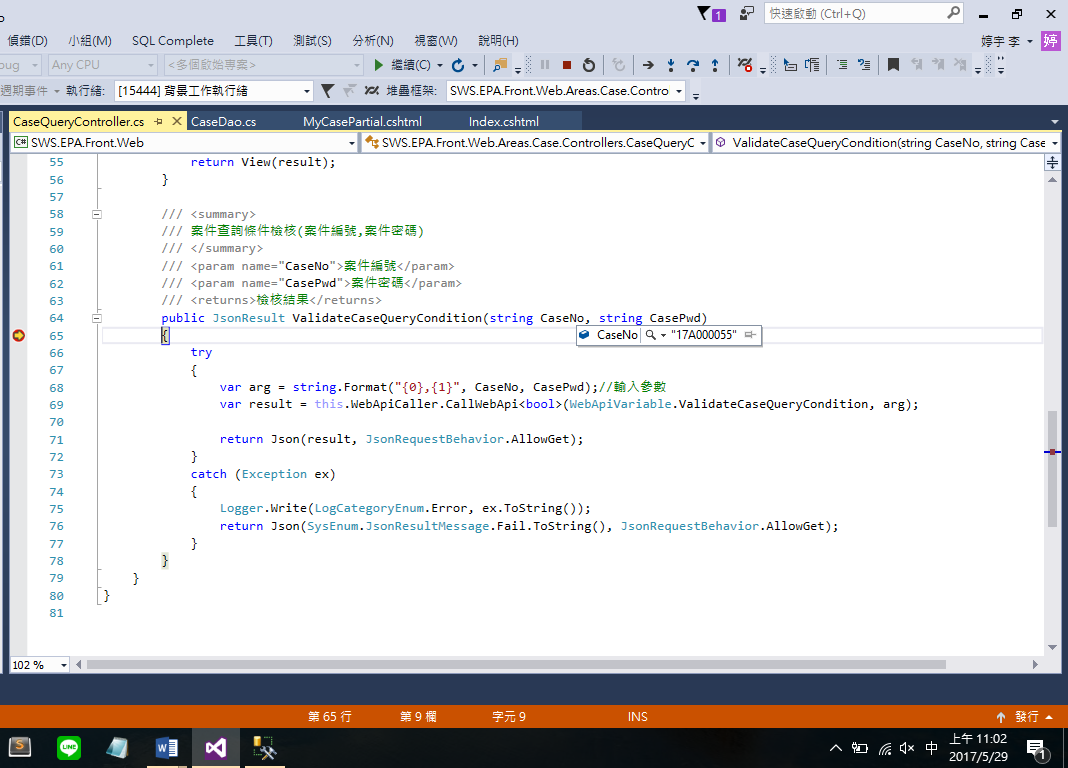 快速啟動 (Ctrl+Q)
偵錯(D) 小組(M) SQL Complete 工具(T) 測試(S) 分析(N) 視窗(W) 說明(H) 婷宇 李 婷
Any CPU <多個啟始專案> 繼續(C)
週期事件 執行緒: [15444] 背景工作執行緒 堆疊框架: SWS.EPA.Front.Web.Areas.Case.Contro
CaseQueryController.cs CaseDao.cs MyCasePartial.cshtml Index.cshtml
C# SWS.EPA.Front.Web SWS.EPA.Front.Web.Areas.Case.Controllers.CaseQueryC ValidateCaseQueryCondition(string CaseNo, string Case
55 return View(result);
56 }
57
58 /// <summary>
59 /// 案件查詢條件檢核(案件編號,案件密碼)
60 /// </summary>
61 /// <param name="CaseNo">案件編號</param>
62 /// <param name="CasePwd">案件密碼</param>
63 /// <returns>檢核結果</returns>
64 public JsonResult ValidateCaseQueryCondition(string CaseNo, string CasePwd)
65 {
CaseNo "17A000055"
66 try
67 {
68 var arg = string.Format("{0},{1}", CaseNo, CasePwd);//輸入參數
69 var result = this.WebApiCaller.CallWebApi<bool>(WebApiVariable.ValidateCaseQueryCondition, arg);
70
71 return Json(result, JsonRequestBehavior.AllowGet);
72 }
73 catch (Exception ex)
74 {
75 Logger.Write(LogCategoryEnum.Error, ex.ToString());
76 return Json(SysEnum.JsonResultMessage.Fail.ToString(), JsonRequestBehavior.AllowGet);
77 }
78 }
79 }
80 }
81
102 %
第 65 行 第 9 欄 字元 9 INS 發行
中 上午 11:02
2017/5/29
1